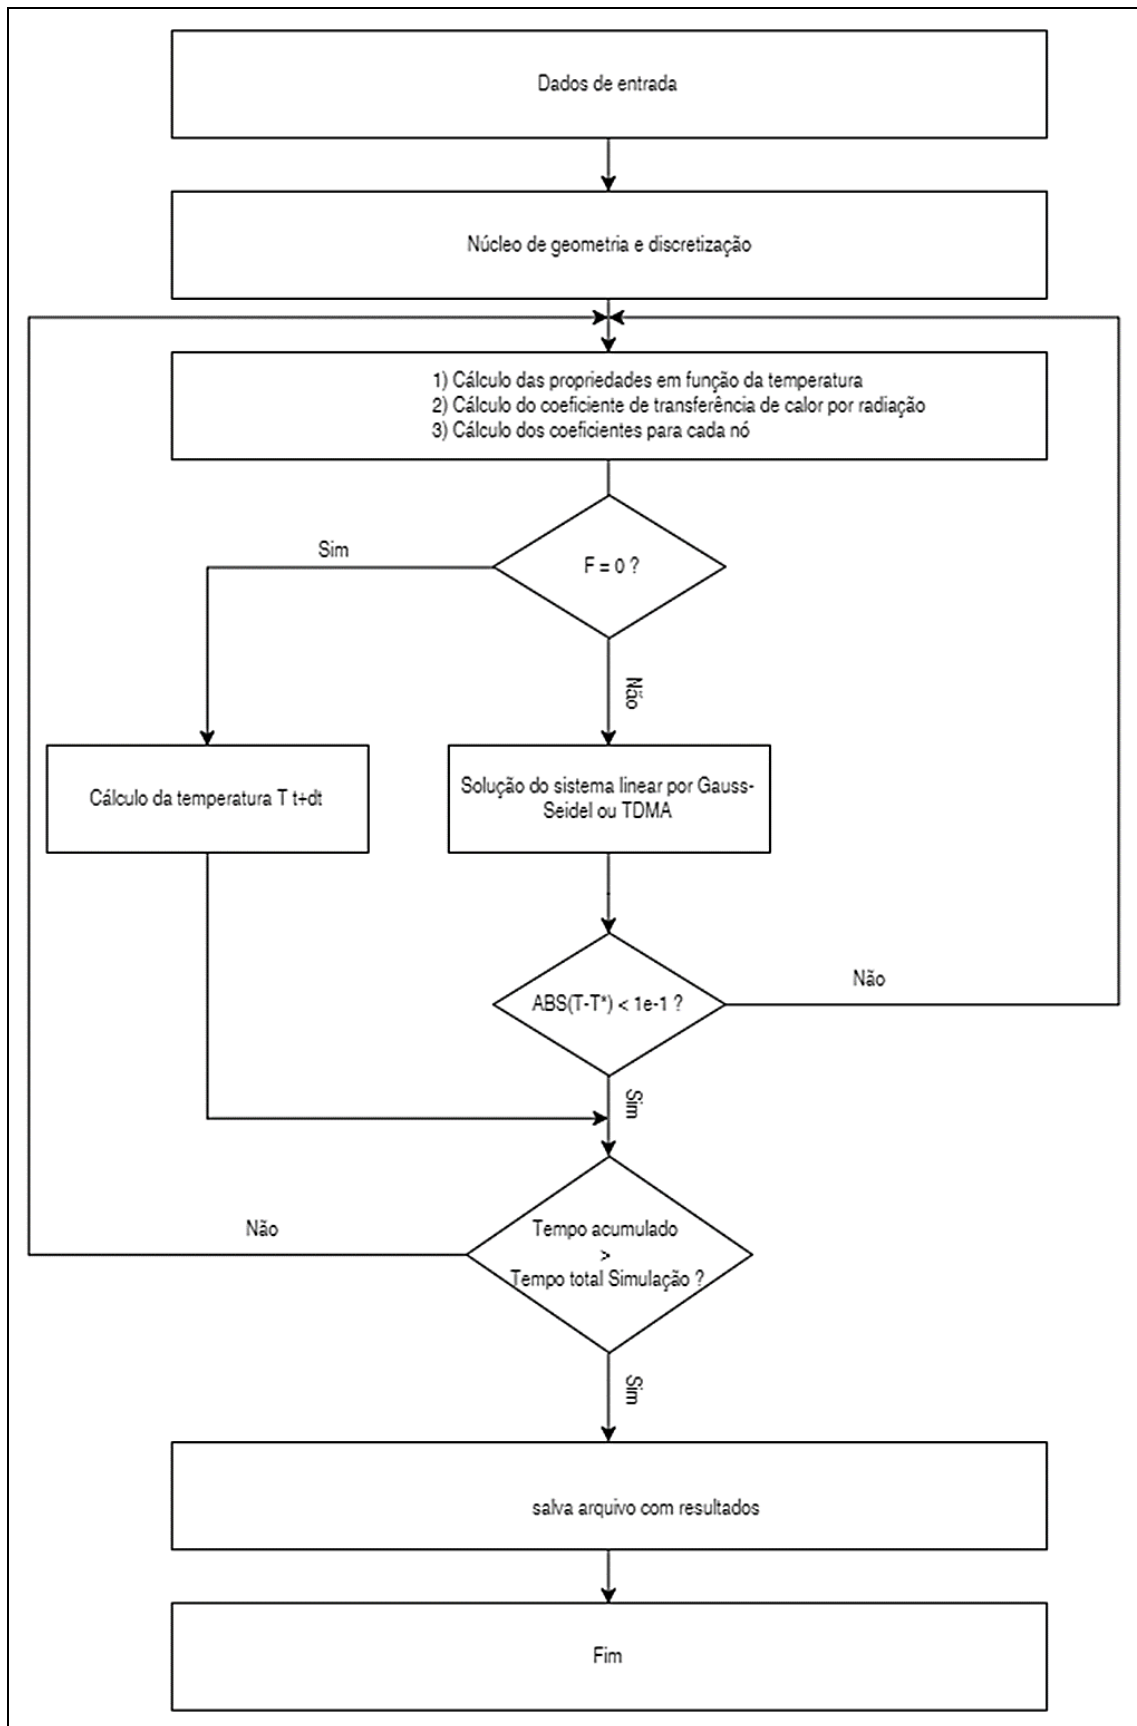 Dados de entrada
Núcleo de geometria e discretização
1) Cálculo das propriedades em função da temperatura
2) Cálculo do coeficiente de transferência de calor por radiação
3) Cálculo dos coeficientes para cada nó
Sim
F = 0 ?
Não
Cálculo da temperatura T t+dt
Solução do sistema linear por Gauss-
Seidel ou TDMA
ABS(T-T*) < 1e-1 ?
Não
Sim
Não
Tempo acumulado
>
Tempo total Simulação ?
Sim
salva arquivo com resultados
Fim